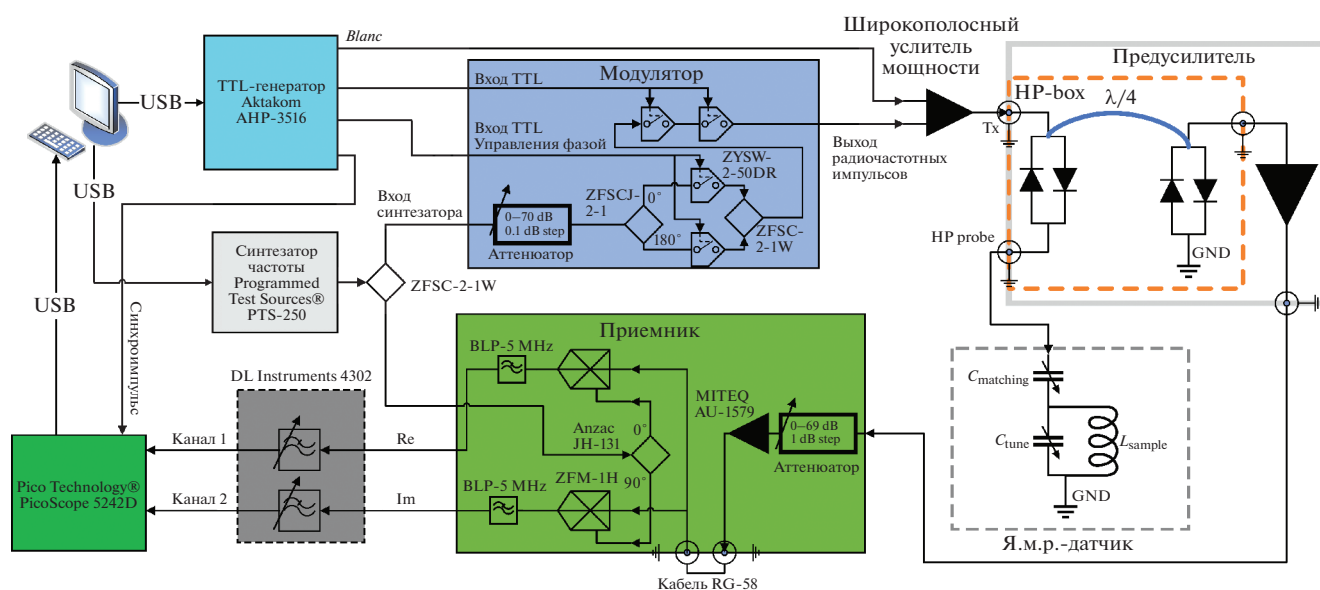 Blanc
Широкополосный
услитель
мощности
Предусилитель
TTL-генератор
Aktakom
AHP-3516
USB
Модулятор
Вход TTL
HP-box
λ/4
Tx
Вход TTL
Управления фазой
ZYSW-
2-50DR
Выход
радиочастотных
импульсов
USB
Вход
синтезатора
ZFSCJ-
2-1
0°
180°
0–70 dB
0.1 dB step
Аттенюатор
ZFSC-
2-1W
HP probe
GND
Синтезатор
частоты
Programmed
Test Sources®
PTS-250
ZFSC-2-1W
USB
Синхроимпульс
Приемник
BLP-5 MHz
DL Instruments 4302
MITEQ
AU-1579
0–69 dB
1 dB step
Аттенюатор
Cmatching
Ctune
Lsample
GND
Я.м.р.-датчик
Anzac
JH-131
0°
90°
Канал 1
Re
Pico Technology®
PicoScope 5242D
Канал 2
Im
BLP-5 MHz
ZFM-1H
Кабель RG-58